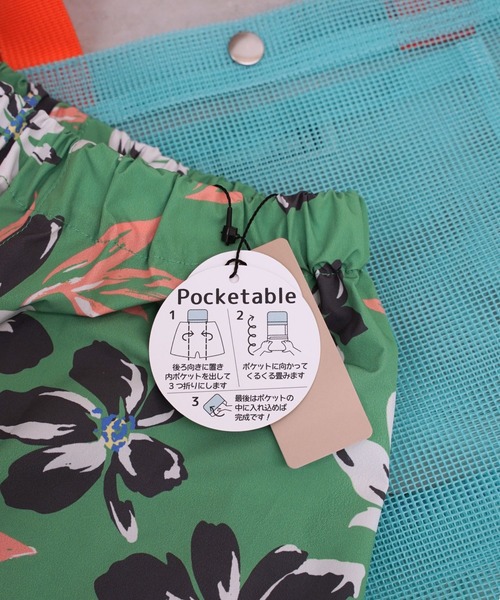 Pocketable
1
2
後ろ向きに置き
内ポケットを出して
3つ折りにします
ポケットに向かって
くるくる畳みます
3
最後はポケットの
中に入れ込めば
完成です！